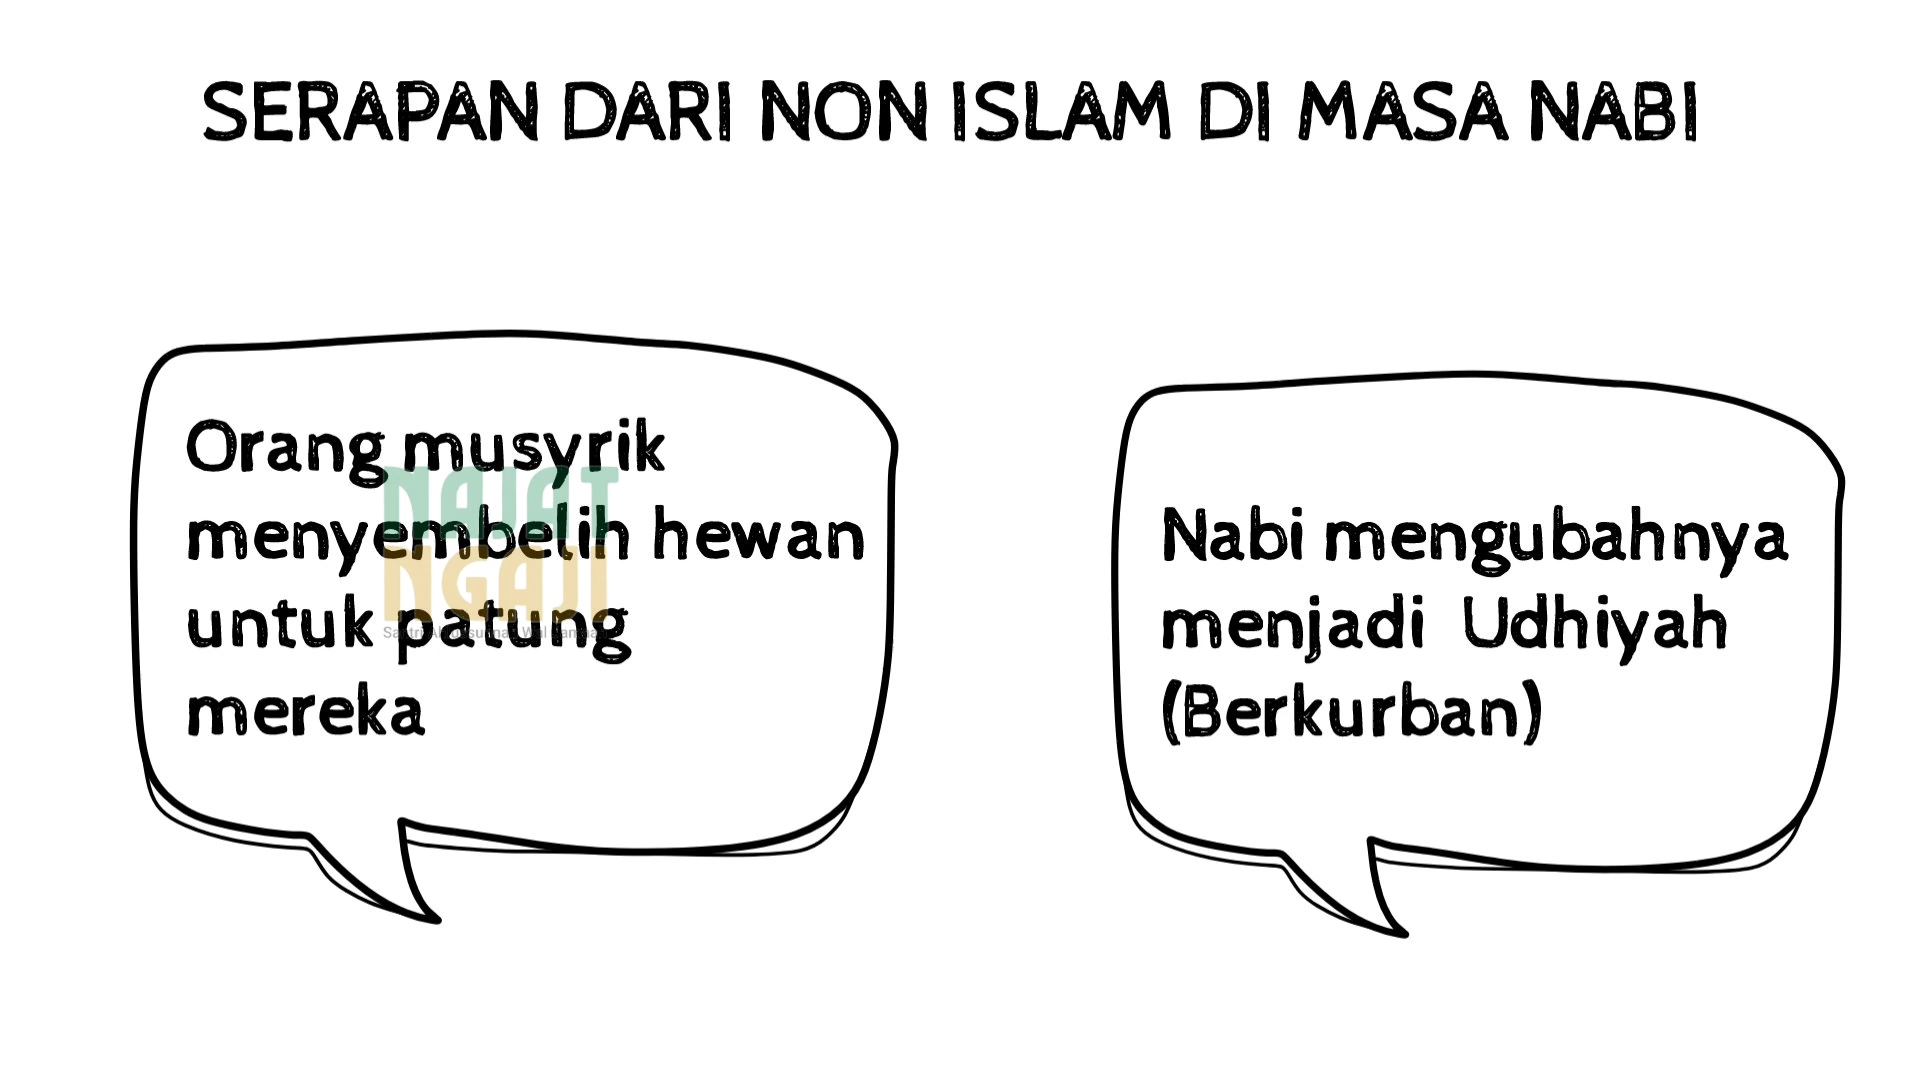 SERAPAN DARI NON ISLAM DI MASA NABI
Orang musyrik
menyembelih hewan
untuk patung
mereka
NAJAT
NGAJI
Nabi mengubahnya
menjadi Udhiyah
(Berkurban)